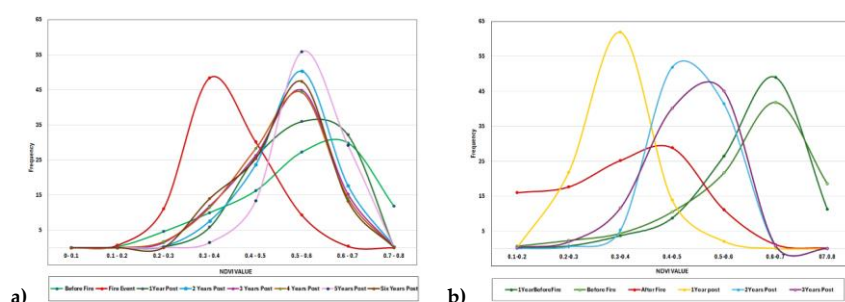 65
55
45
35
25
15
5
Frequency
0 - 0.1 0.1 - 0.2 0.2 - 0.3 0.3 - 0.4 0.4 - 0.5 0.5 - 0.6 0.6 - 0.7 0.7 - 0.8
NDVI VALUE
Before Fire Fire Event 1Year Post 2 Years Post 3 Years Post 4 Years Post 5Years Post Six Years Post
a)
65
55
45
35
25
15
5
Frequency
0.1-0.2 0.2-0.3 0.3-0.4 0.4-0.5 0.5-0.6 0.6-0.7 07.0.8
NDVI VALUE
1YearBeforeFire Before Fire After Fire 1Year post 2Years Post 3Years Post
b)